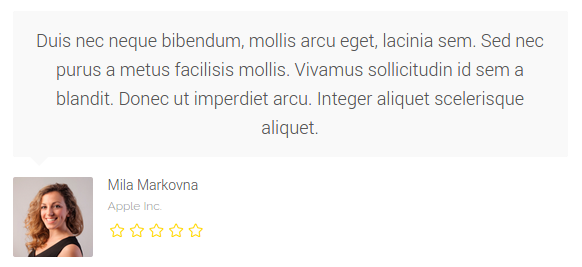 Duis nec neque bibendum, mollis arcu eget, lacinia sem. Sed nec
purus a metus facilisis mollis. Vivamus sollicitudin id sem a
blandit. Donec ut imperdiet arcu. Integer aliquet scelerisque
aliquet.
Mila Markovna
Apple Inc.